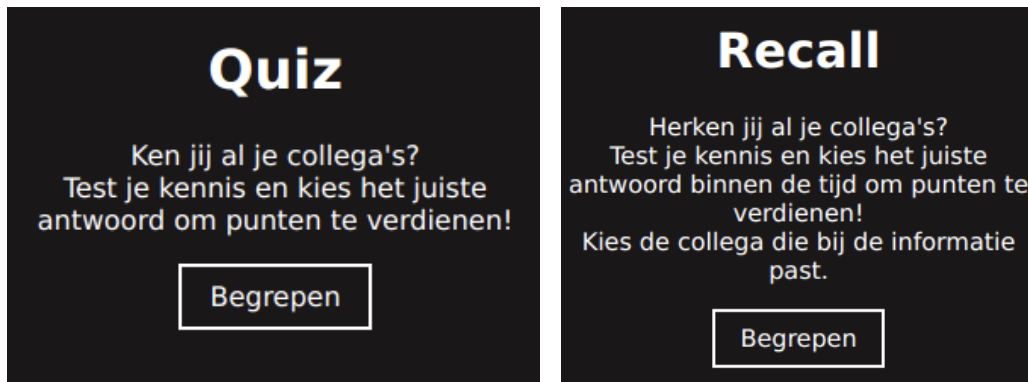 Quiz
Ken jij al je collega's?
Test je kennis en kies het juiste
antwoord om punten te verdienen!
Begrepen
Recall
Herken jij al je collega's?
Test je kennis en kies het juiste
antwoord binnen de tijd om punten te
verdienen!
Kies de collega die bij de informatie
past.
Begrepen